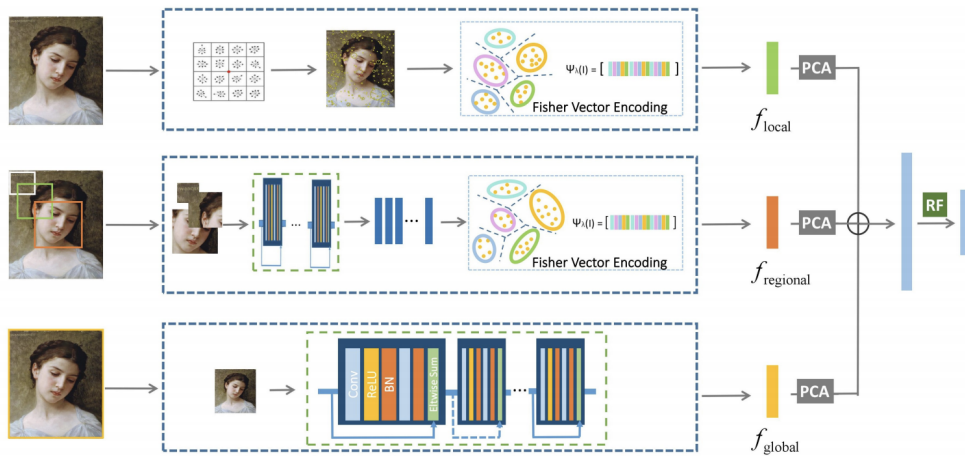 Ψλ(I) = [ ]
Fisher Vector Encoding
f local
PCA
Ψλ(I) = [ ]
Fisher Vector Encoding
f regional
PCA
RF
Conv
ReLU
BN
Eltwise Sum
f global
PCA
...
...
...